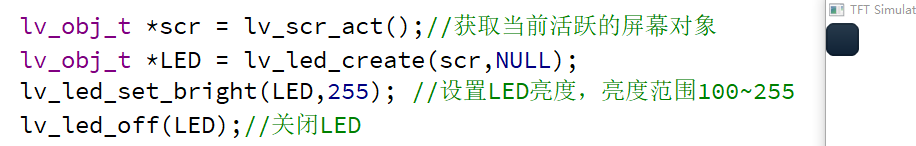 lv_obj_t *scr = lv_scr_act();//获取当前活跃的屏幕对象
lv_obj_t *LED = lv_led_create(scr,NULL);
lv_led_set_bright(LED,255); //设置LED亮度，亮度范围100~255
lv_led_off(LED);//关闭LED
TFT Simulat